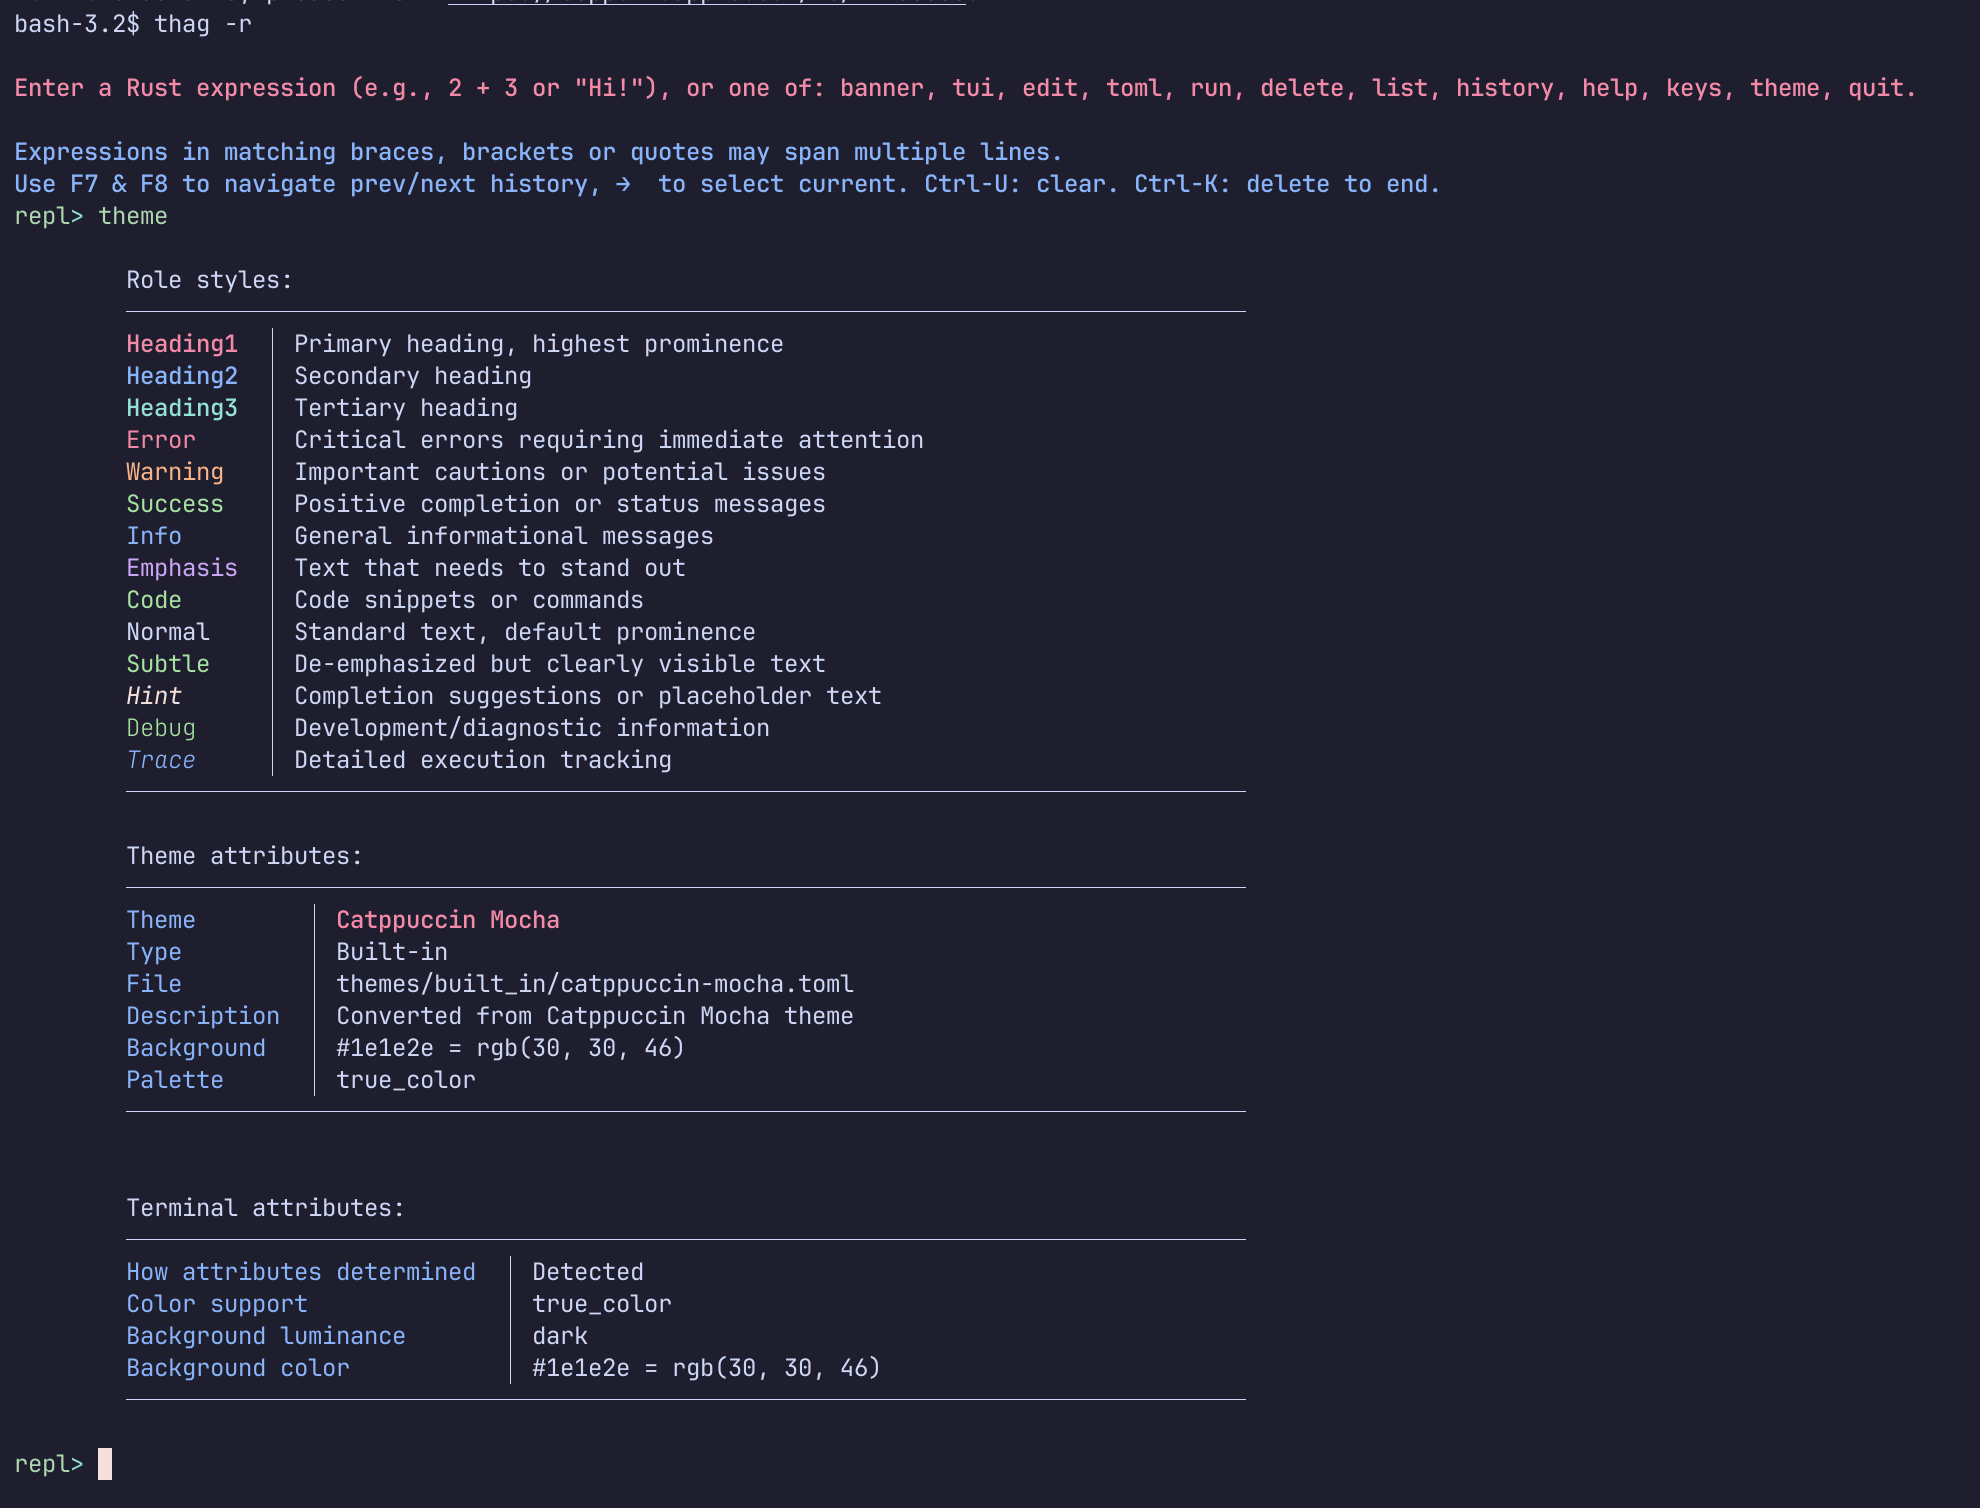 bash-3.2$ thag -r
Enter a Rust expression (e.g., 2 + 3 or "Hi!"), or one of: banner, tui, edit, toml, run, delete, list, history, help, keys, theme, quit.
Expressions in matching braces, brackets or quotes may span multiple lines.
Use F7 & F8 to navigate prev/next history, →  to select current. Ctrl-U: clear. Ctrl-K: delete to end.
repl> theme
Role styles:
Heading1 │ Primary heading, highest prominence
Heading2 │ Secondary heading
Heading3 │ Tertiary heading
Error │ Critical errors requiring immediate attention
Warning │ Important cautions or potential issues
Success │ Positive completion or status messages
Info │ General informational messages
Emphasis │ Text that needs to stand out
Code │ Code snippets or commands
Normal │ Standard text, default prominence
Subtle │ De-emphasized but clearly visible text
Hint │ Completion suggestions or placeholder text
Debug │ Development/diagnostic information
Trace │ Detailed execution tracking
Theme attributes:
Theme │ Catppuccin Mocha
Type │ Built-in
File │ themes/built_in/catppuccin-mocha.toml
Description │ Converted from Catppuccin Mocha theme
Background │ #1e1e2e = rgb(30, 30, 46)
Palette │ true_color
Terminal attributes:
How attributes determined │ Detected
Color support │ true_color
Background luminance │ dark
Background color │ #1e1e2e = rgb(30, 30, 46)
repl>